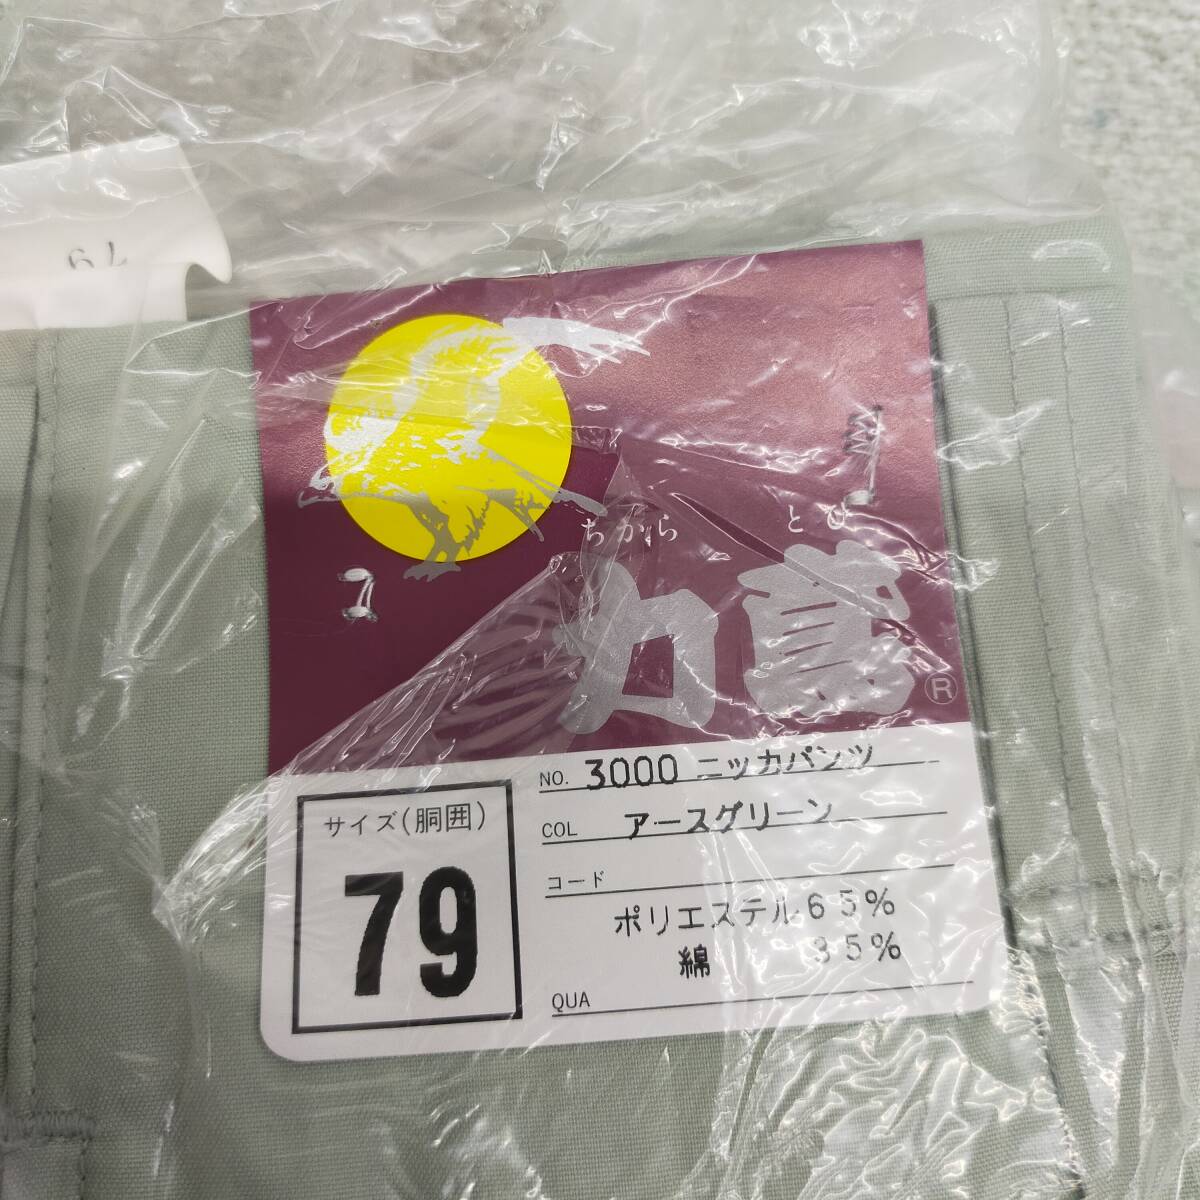 79
ちから とび
力鳶
®
サイズ(胴囲)
79
NO. 3000 ニッカパンツ
COL アースグリーン
コード
ポリエステル65%
綿 35%
QUA